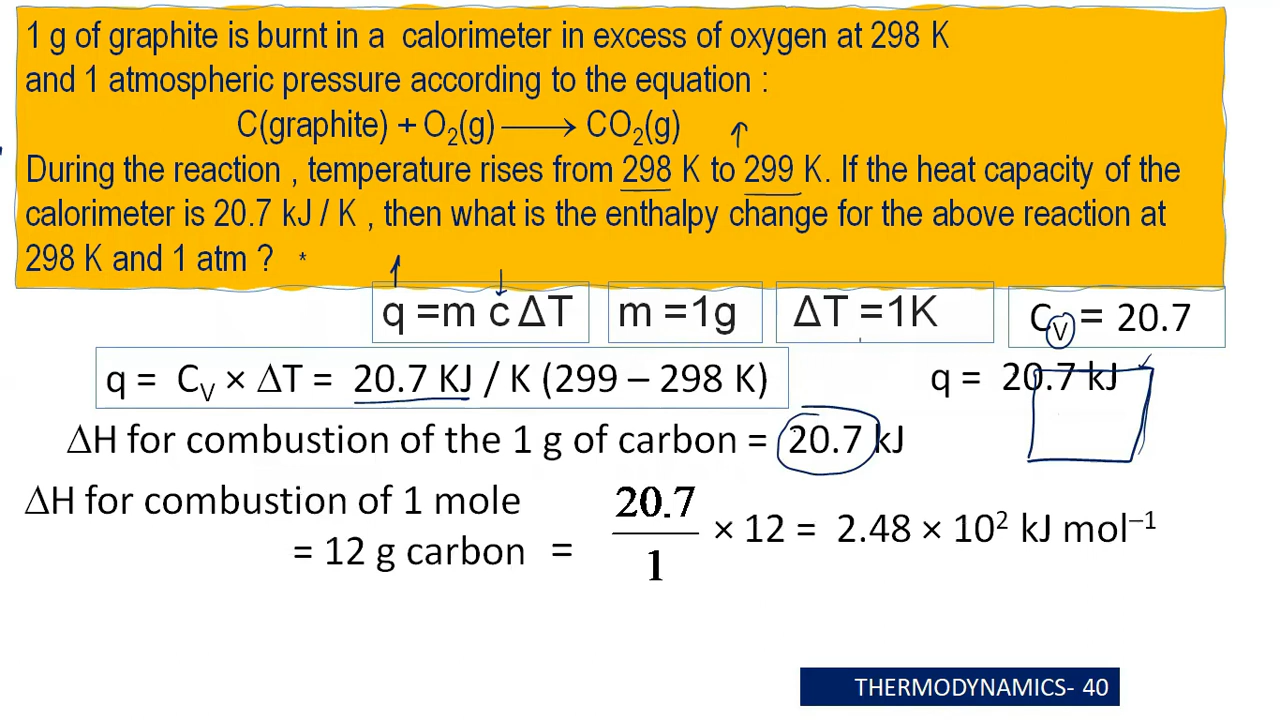 1 g of graphite is burnt in a calorimeter in excess of oxygen at 298 K
and 1 atmospheric pressure according to the equation :
C(graphite) + O₂(g) ⟶ CO₂(g)
During the reaction , temperature rises from 298 K to 299 K. If the heat capacity of the
calorimeter is 20.7 kJ / K , then what is the enthalpy change for the above reaction at
298 K and 1 atm ? *
q =m c ΔT m =1g ΔT =1K C_V = 20.7
q = C_V × ΔT = 20.7 KJ / K (299 – 298 K) q = 20.7 kJ
ΔH for combustion of the 1 g of carbon = 20.7 kJ
ΔH for combustion of 1 mole
= 12 g carbon = 20.7/1 × 12 = 2.48 × 10² kJ mol⁻¹
THERMODYNAMICS- 40